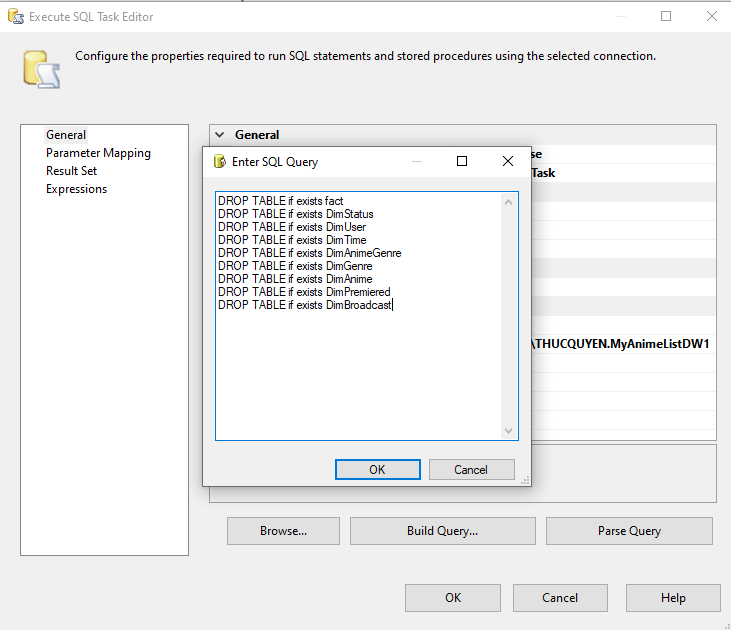 Execute SQL Task Editor
Configure the properties required to run SQL statements and stored procedures using the selected connection.
General
Parameter Mapping
Result Set
Expressions
General
se
Task
\THUCQUYEN.MyAnimeListDW1
Enter SQL Query
DROP TABLE if exists fact
DROP TABLE if exists DimStatus
DROP TABLE if exists DimUser
DROP TABLE if exists DimTime
DROP TABLE if exists DimAnimeGenre
DROP TABLE if exists DimGenre
DROP TABLE if exists DimAnime
DROP TABLE if exists DimPremiered
DROP TABLE if exists DimBroadcast
OK
Cancel
Browse...
Build Query...
Parse Query
OK
Cancel
Help